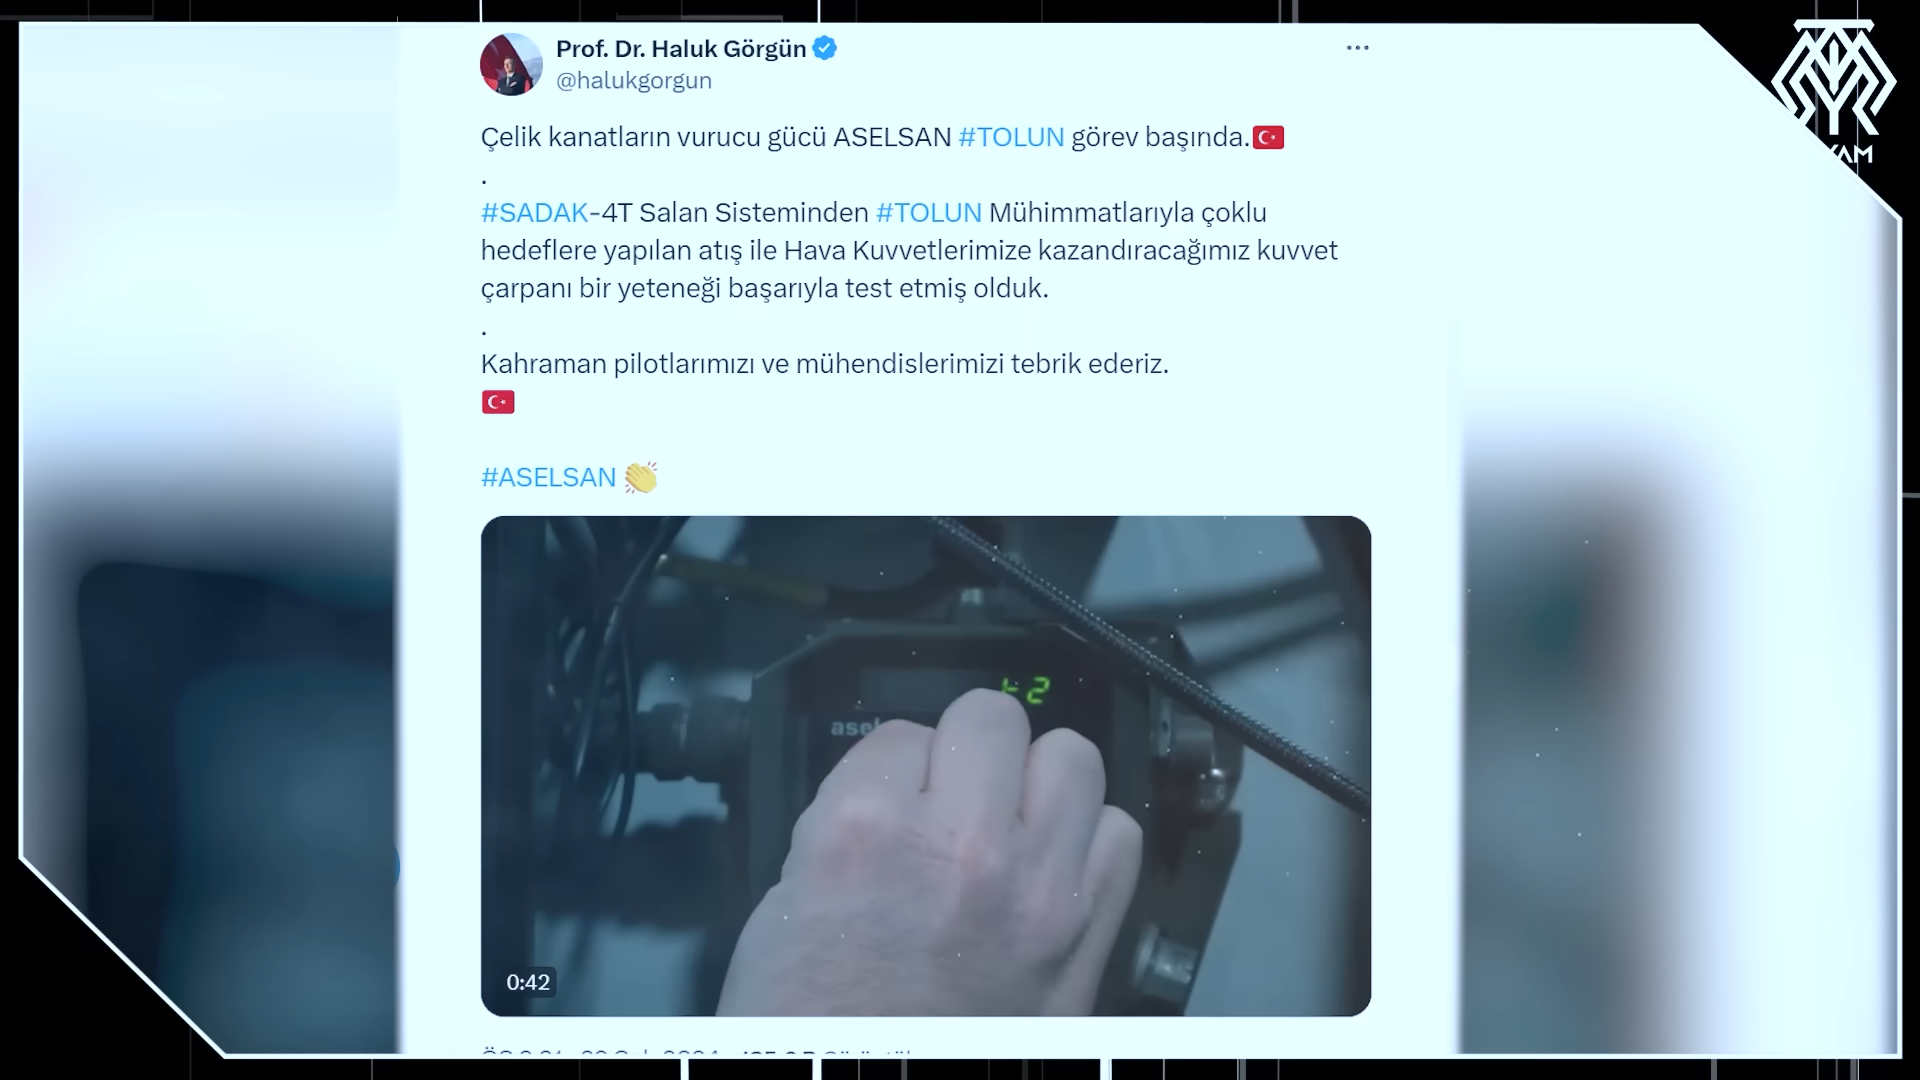 Prof. Dr. Haluk Görgün
@halukgorgun
Çelik kanatların vurucu gücü ASELSAN #TOLUN görev başında.
.
#SADAK-4T Salan Sisteminden #TOLUN Mühimmatlarıyla çoklu
hedeflere yapılan atış ile Hava Kuvvetlerimize kazandıracağımız kuvvet
çarpanı bir yeteneği başarıyla test etmiş olduk.
.
Kahraman pilotlarımızı ve mühendislerimizi tebrik ederiz.
#ASELSAN
0:42